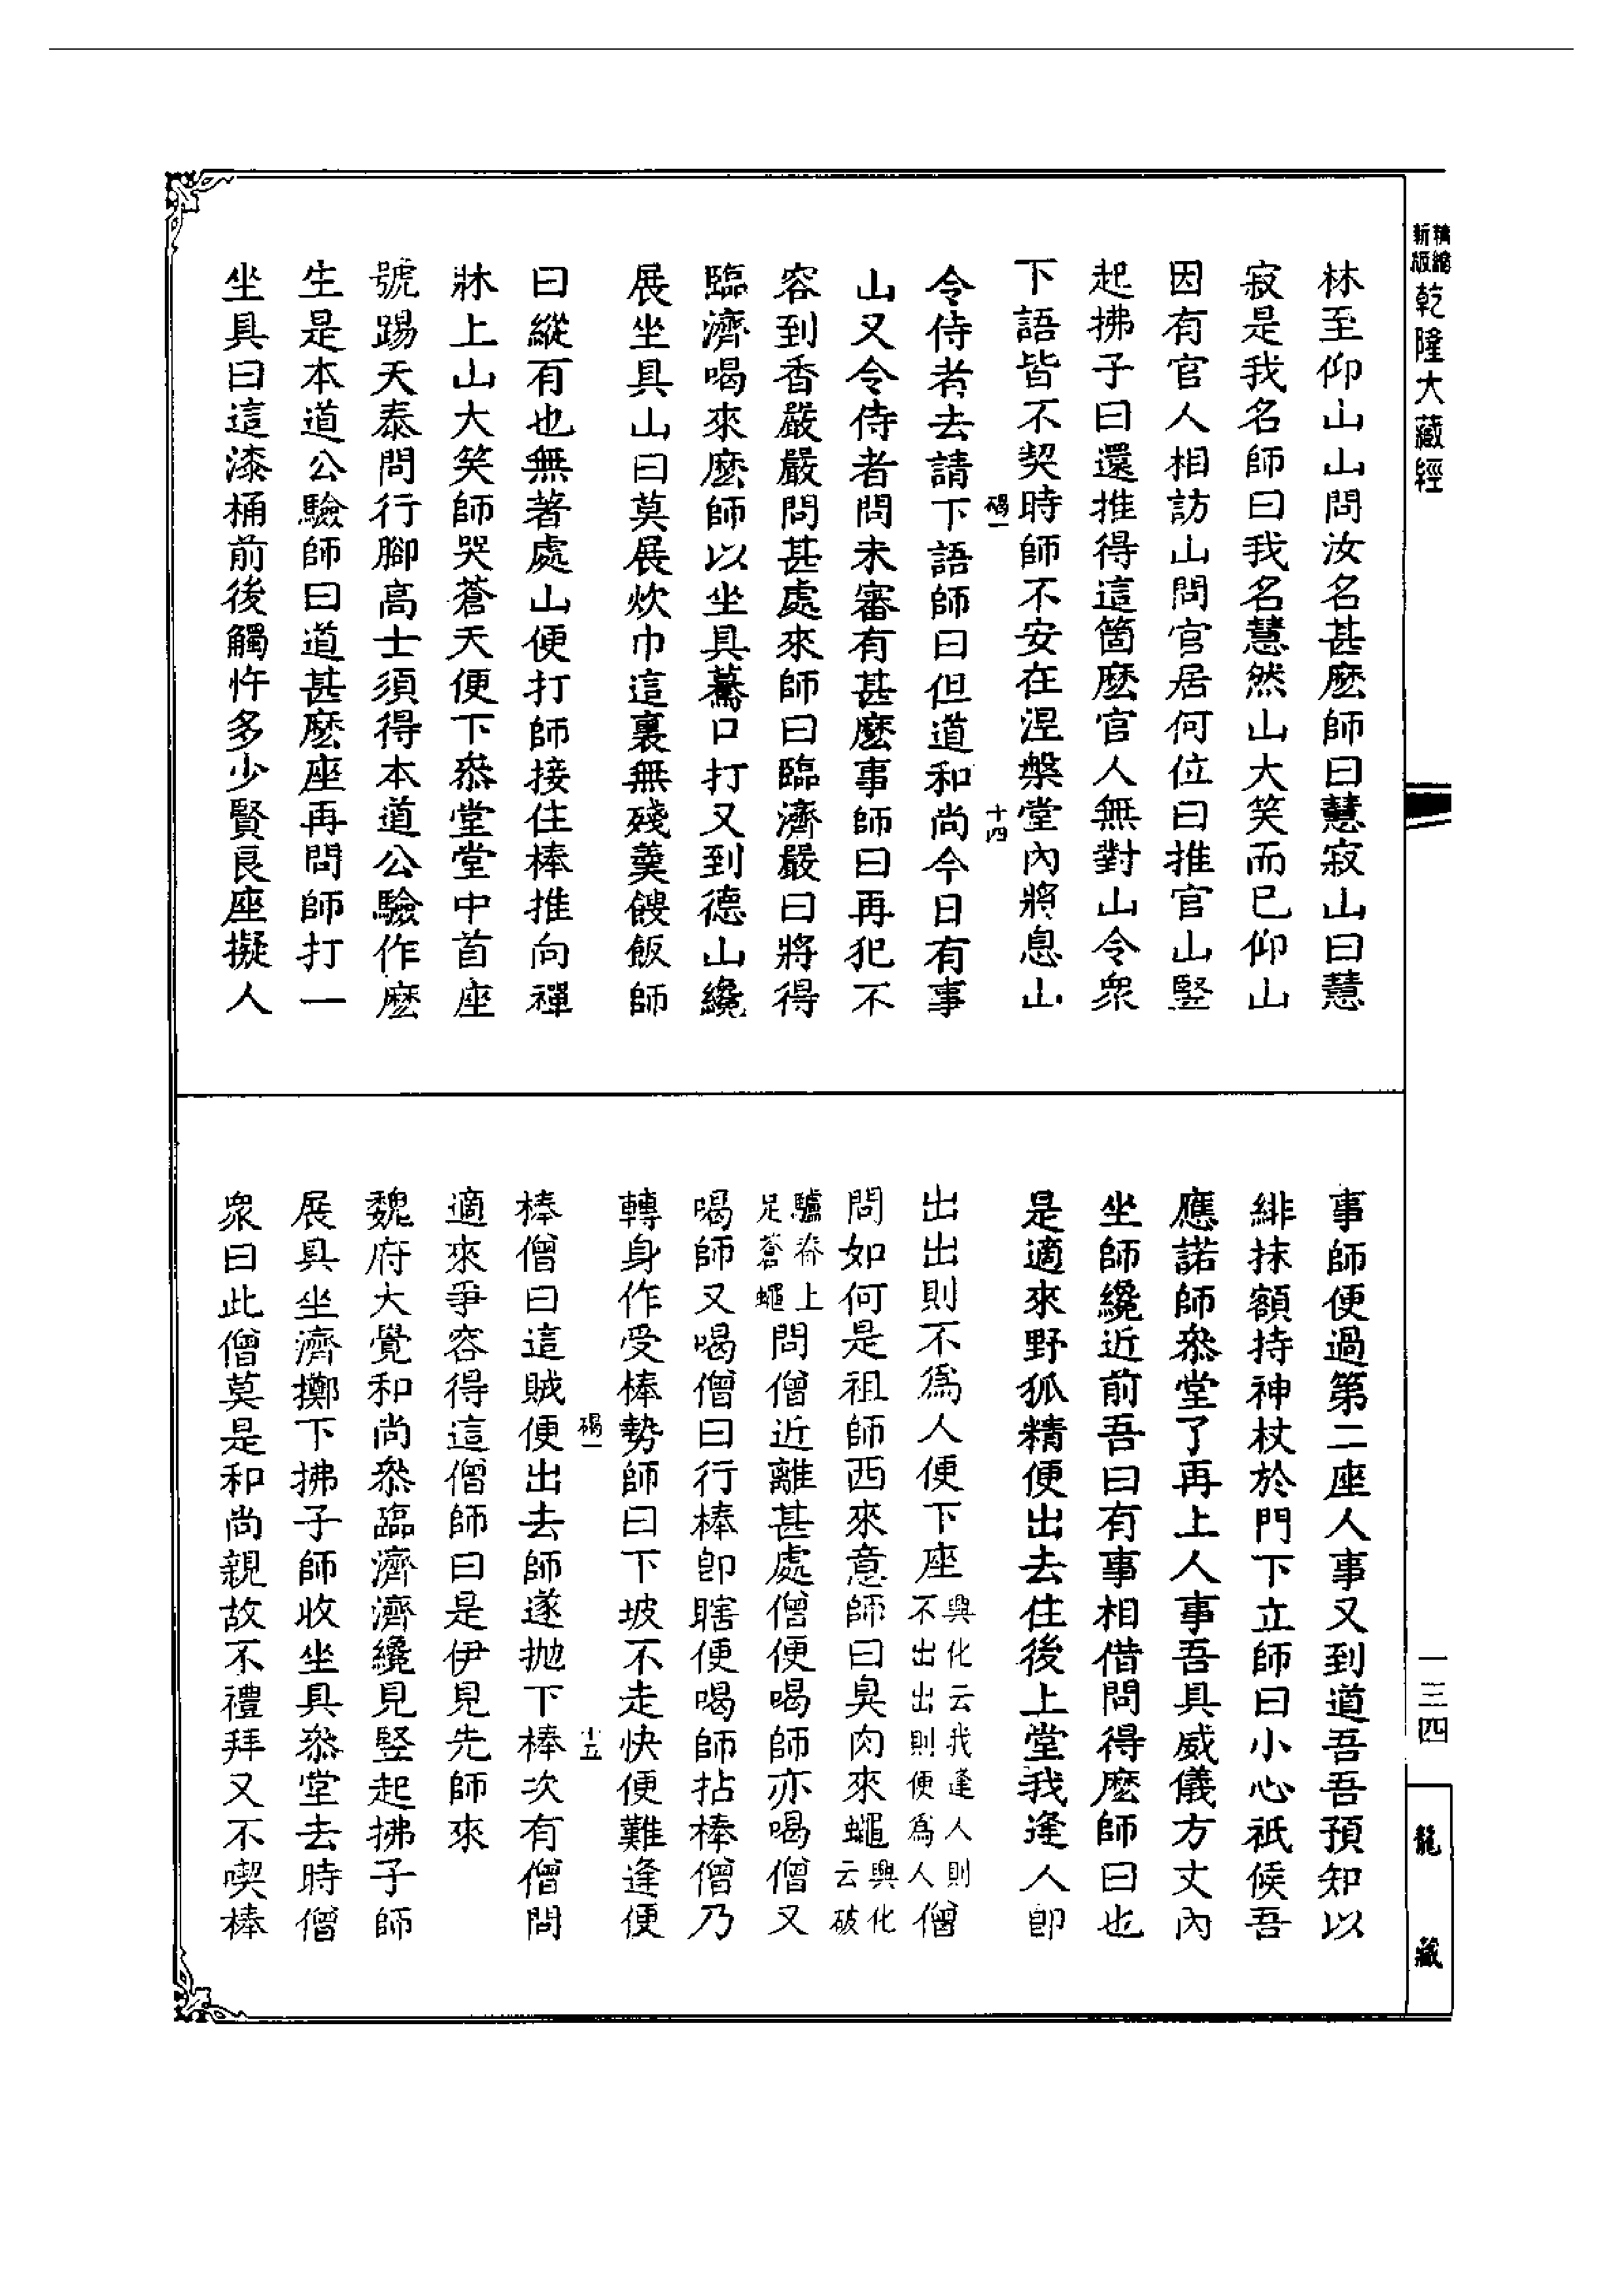 精縮新版 乾隆大藏經
林至仰山山問汝名甚麽師曰慧寂山曰慧
寂是我名師曰我名慧然山大笑而已仰山
因有官人相訪山問官居何位曰推官山竪
起拂子曰還推得這箇麽官人無對山令衆
下語皆不契時師不安在涅槃堂內將息山
碣一 十四
令侍者去請下語師曰但道和尚今日有事
山又令侍者問未審有甚麽事師曰再犯不
容到香嚴嚴問甚處來師曰臨濟嚴曰將得
臨濟喝來麽師以坐具驀口打又到德山纔
展坐具山曰莫展炊巾這裏無殘羹餿飯師
曰縱有也無著處山便打師接住棒推向禪
牀上山大笑師哭蒼天便下叅堂堂中首座
號踢天泰問行腳高士須得本道公驗作麽
生是本道公驗師曰道甚麽座再問師打一
坐具曰這漆桶前後觸忤多少賢良座擬人
事師便過第二座人事又到道吾吾預知以
緋抹額持神杖於門下立師曰小心祇候吾
應諾師叅堂了再上人事吾具威儀方丈內
坐師纔近前吾曰有事相借問得麽師曰也
是適來野狐精便出去住後上堂我逢人卽
出出則不爲人便下座興化云我逢人則不出出則便爲人僧
問如何是祖師西來意師曰臭肉來蠅興化云破
驢脊上足蒼蠅問僧近離甚處僧便喝師亦喝僧又
喝師又喝僧曰行棒卽瞎便喝師拈棒僧乃
轉身作受棒勢師曰下坡不走快便難逢便
碣一 十五
棒僧曰這賊便出去師遂抛下棒次有僧問
適來爭容得這僧師曰是伊見先師來
魏府大覺和尚叅臨濟濟纔見竪起拂子師
展具坐濟擲下拂子師收坐具叅堂去時僧
衆曰此僧莫是和尚親故不禮拜又不喫棒
一三四
龍藏